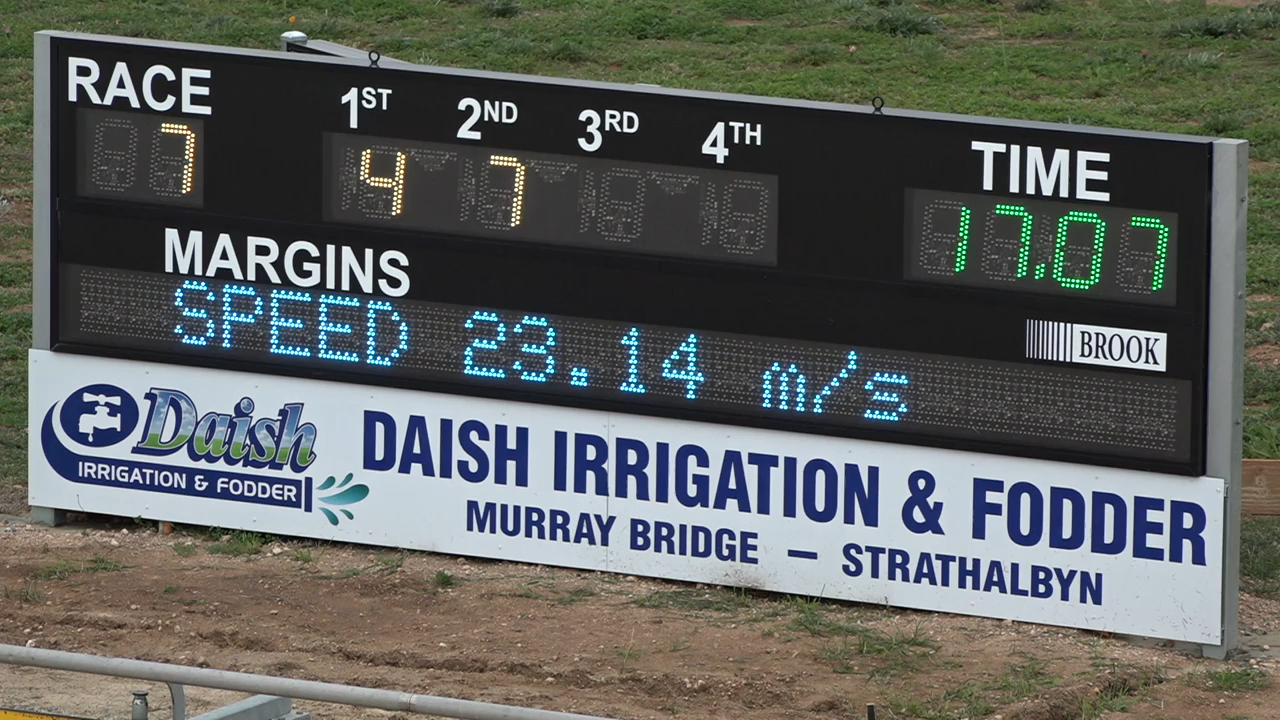 RACE 1ST 2ND 3RD 4TH TIME
7 4 7 17.07
MARGINS
SPEED 23.14 m/s
BROOK
Daish
IRRIGATION & FODDER
DAISH IRRIGATION & FODDER
MURRAY BRIDGE – STRATHALBYN